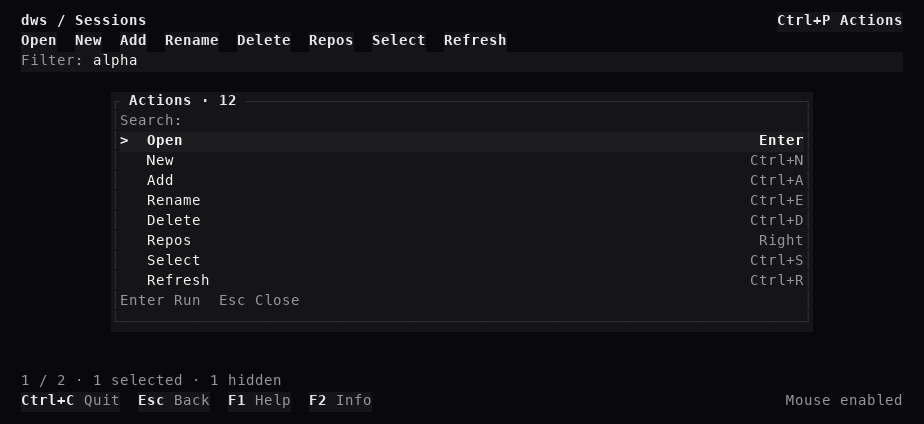 dws / Sessions Ctrl+P Actions
Open New Add Rename Delete Repos Select Refresh
Filter: alpha
Actions · 12
Search:
> Open Enter
New Ctrl+N
Add Ctrl+A
Rename Ctrl+E
Delete Ctrl+D
Repos Right
Select Ctrl+S
Refresh Ctrl+R
Enter Run Esc Close
1 / 2 · 1 selected · 1 hidden
Ctrl+C Quit Esc Back F1 Help F2 Info Mouse enabled